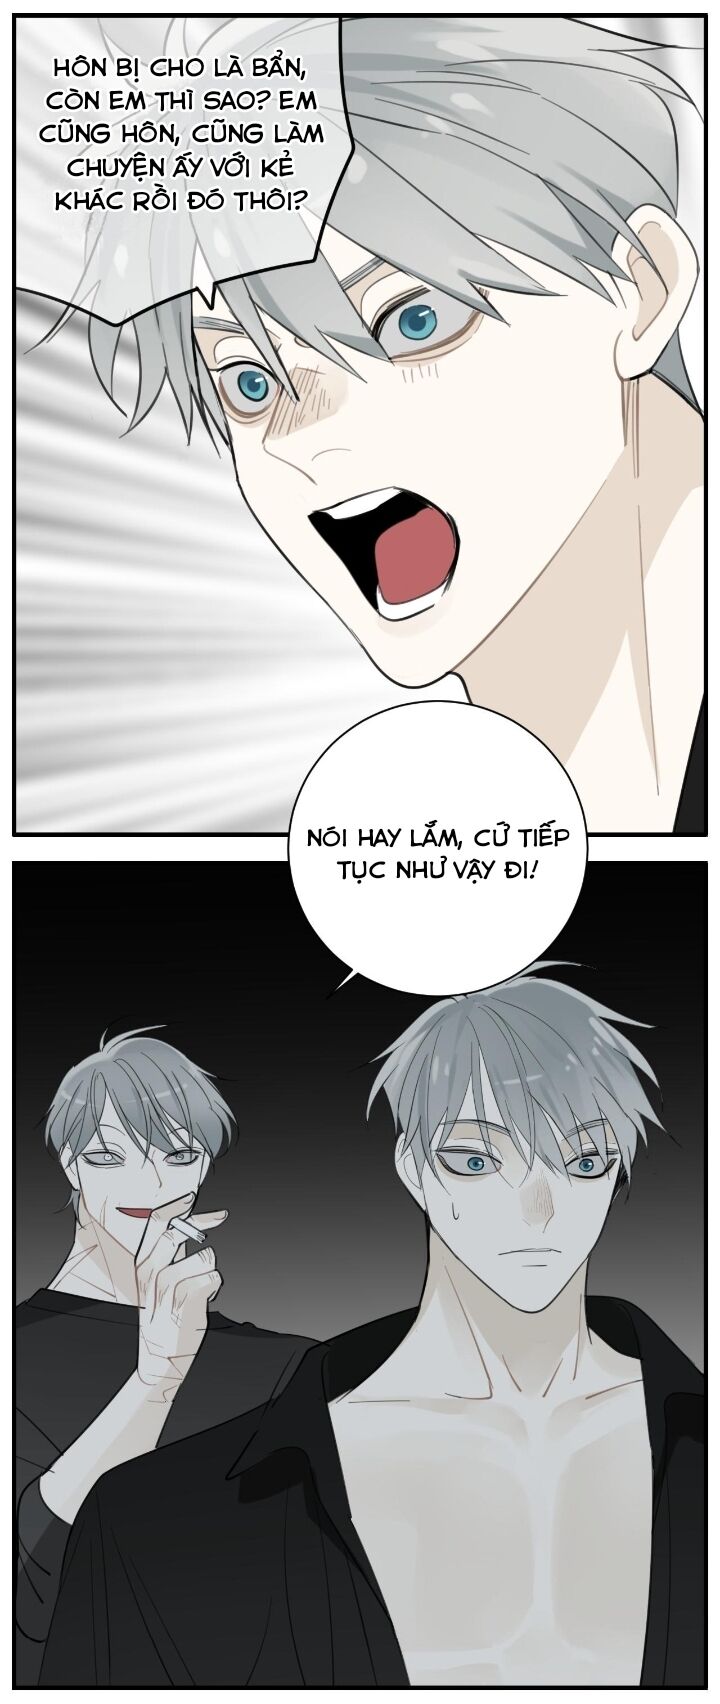 HÔN BỊ CHO LÀ BẨN,
CÒN EM THÌ SAO? EM
CŨNG HÔN, CŨNG LÀM
CHUYỆN ẤY VỚI KẺ
KHÁC RỒI ĐÓ THÔI?
NÓI HAY LẮM, CỨ TIẾP
TỤC NHƯ VẬY ĐI!